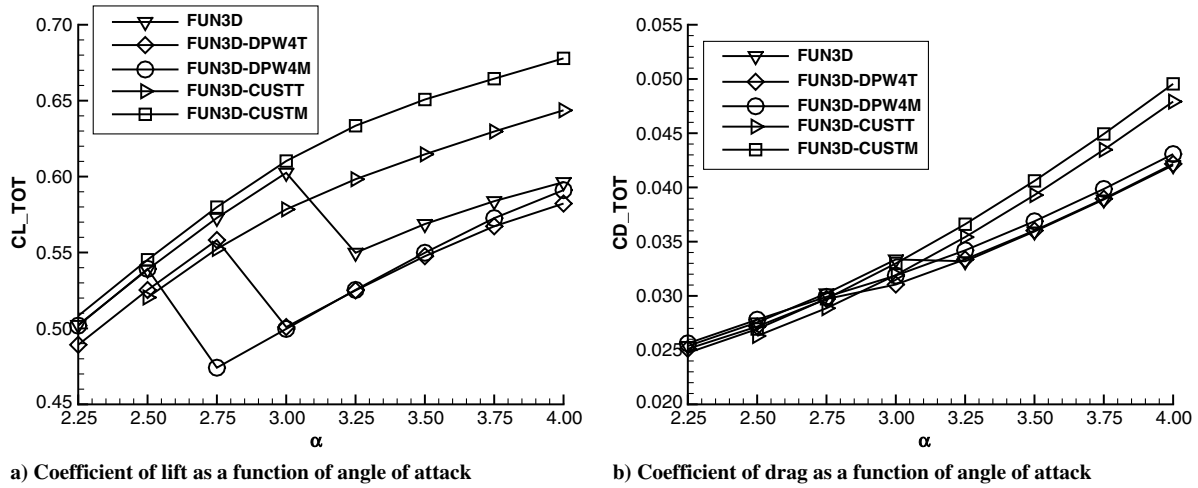 CL_TOT
0.70
0.65
0.60
0.55
0.50
0.45
FUN3D
FUN3D-DPW4T
FUN3D-DPW4M
FUN3D-CUSTT
FUN3D-CUSTM
2.25 2.50 2.75 3.00 3.25 3.50 3.75 4.00
α
a) Coefficient of lift as a function of angle of attack
CD_TOT
0.055
0.050
0.045
0.040
0.035
0.030
0.025
0.020
FUN3D
FUN3D-DPW4T
FUN3D-DPW4M
FUN3D-CUSTT
FUN3D-CUSTM
2.25 2.50 2.75 3.00 3.25 3.50 3.75 4.00
α
b) Coefficient of drag as a function of angle of attack